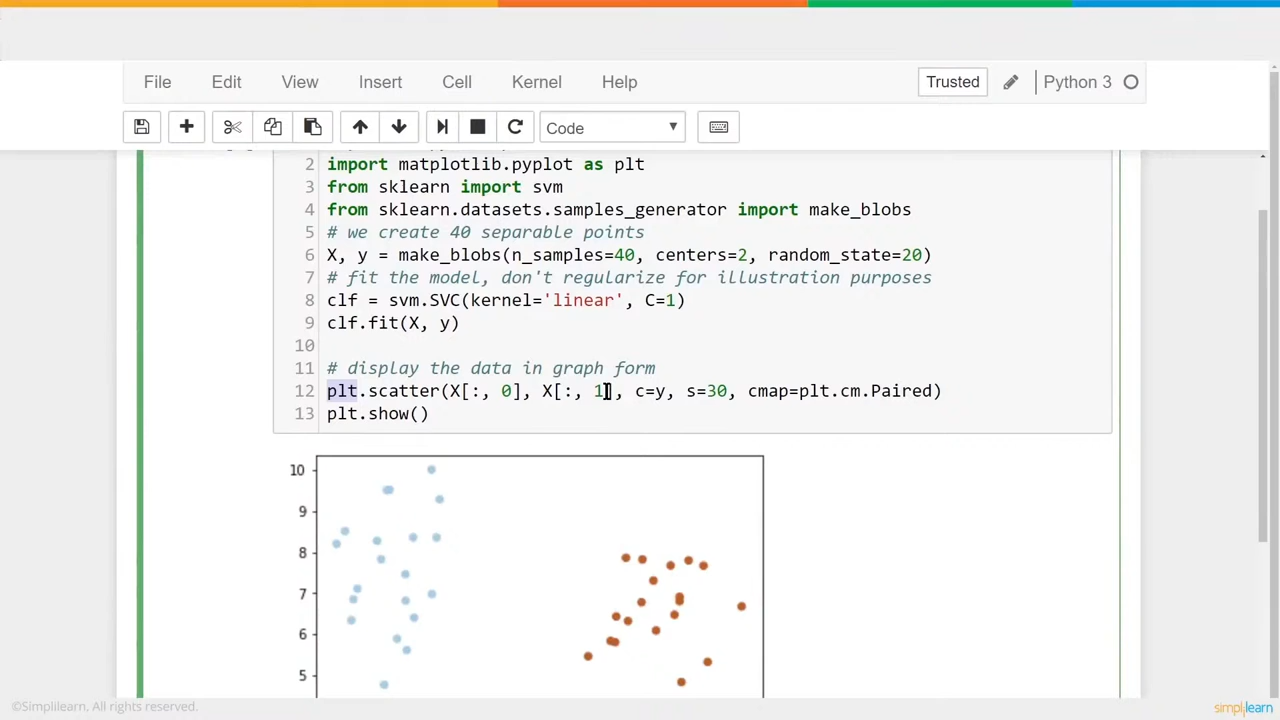 File Edit View Insert Cell Kernel Help Trusted Python 3
Code
2 import matplotlib.pyplot as plt
3 from sklearn import svm
4 from sklearn.datasets.samples_generator import make_blobs
5 # we create 40 separable points
6 X, y = make_blobs(n_samples=40, centers=2, random_state=20)
7 # fit the model, don't regularize for illustration purposes
8 clf = svm.SVC(kernel='linear', C=1)
9 clf.fit(X, y)
10
11 # display the data in graph form
12 plt.scatter(X[:, 0], X[:, 1], c=y, s=30, cmap=plt.cm.Paired)
13 plt.show()
10
9
8
7
6
5
©Simplilearn. All rights reserved.
simplilearn